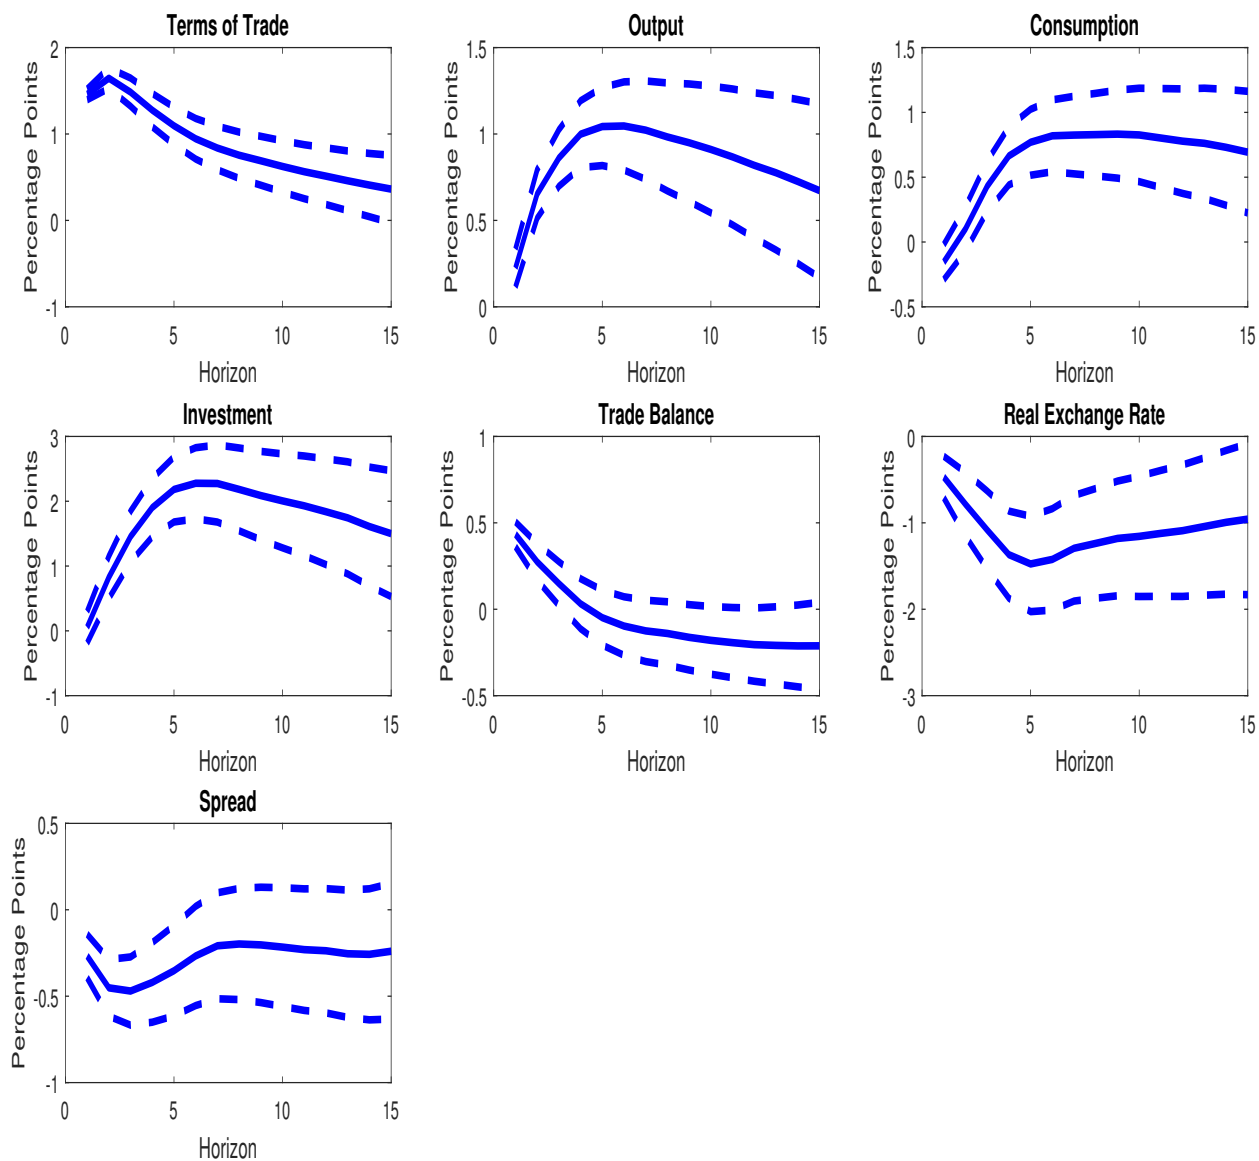 Terms of Trade
Percentage Points
2
1
0
-1
0 5 10 15
Horizon
Output
Percentage Points
1.5
1
0.5
0
0 5 10 15
Horizon
Consumption
Percentage Points
1.5
1
0.5
0
-0.5
0 5 10 15
Horizon
Investment
Percentage Points
3
2
1
0
-1
0 5 10 15
Horizon
Trade Balance
Percentage Points
1
0.5
0
-0.5
0 5 10 15
Horizon
Real Exchange Rate
Percentage Points
0
-1
-2
-3
0 5 10 15
Horizon
Spread
Percentage Points
0.5
0
-0.5
-1
0 5 10 15
Horizon